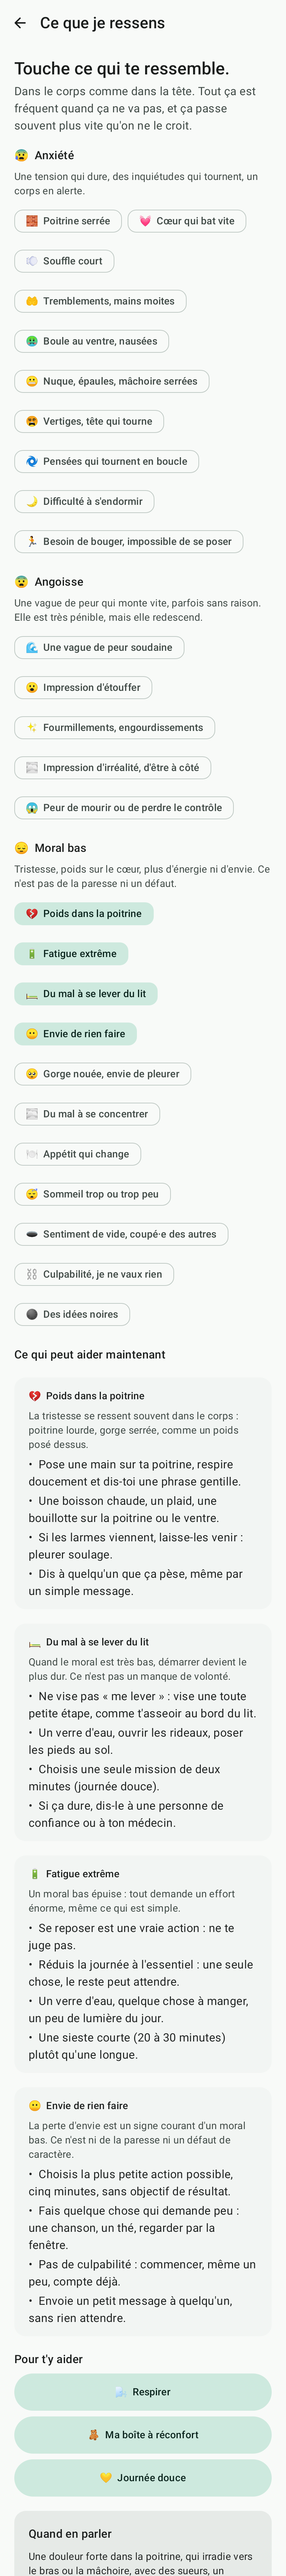 Ce que je ressens
Touche ce qui te ressemble.
Dans le corps comme dans la tête. Tout ça est
fréquent quand ça ne va pas, et ça passe
souvent plus vite qu'on ne le croit.
Anxiété
Une tension qui dure, des inquiétudes qui tournent, un
corps en alerte.
Poitrine serrée
Cœur qui bat vite
Souffle court
Tremblements, mains moites
Boule au ventre, nausées
Nuque, épaules, mâchoire serrées
Vertiges, tête qui tourne
Pensées qui tournent en boucle
Difficulté à s'endormir
Besoin de bouger, impossible de se poser
Angoisse
Une vague de peur qui monte vite, parfois sans raison.
Elle est très pénible, mais elle redescend.
Une vague de peur soudaine
Impression d'étouffer
Fourmillements, engourdissements
Impression d'irréalité, d'être à côté
Peur de mourir ou de perdre le contrôle
Moral bas
Tristesse, poids sur le cœur, plus d'énergie ni d'envie. Ce
n'est pas de la paresse ni un défaut.
Poids dans la poitrine
Fatigue extrême
Du mal à se lever du lit
Envie de rien faire
Gorge nouée, envie de pleurer
Du mal à se concentrer
Appétit qui change
Sommeil trop ou trop peu
Sentiment de vide, coupé·e des autres
Culpabilité, je ne vaux rien
Des idées noires
Ce qui peut aider maintenant
Poids dans la poitrine
La tristesse se ressent souvent dans le corps :
poitrine lourde, gorge serrée, comme un poids
posé dessus.
• Pose une main sur ta poitrine, respire
doucement et dis-toi une phrase gentille.
• Une boisson chaude, un plaid, une
bouillotte sur la poitrine ou le ventre.
• Si les larmes viennent, laisse-les venir :
pleurer soulage.
• Dis à quelqu'un que ça pèse, même par
un simple message.
Du mal à se lever du lit
Quand le moral est très bas, démarrer devient le
plus dur. Ce n'est pas un manque de volonté.
• Ne vise pas « me lever » : vise une toute
petite étape, comme t'asseoir au bord du lit.
• Un verre d'eau, ouvrir les rideaux, poser
les pieds au sol.
• Choisis une seule mission de deux
minutes (journée douce).
• Si ça dure, dis-le à une personne de
confiance ou à ton médecin.
Fatigue extrême
Un moral bas épuise : tout demande un effort
énorme, même ce qui est simple.
• Se reposer est une vraie action : ne te
juge pas.
• Réduis la journée à l'essentiel : une seule
chose, le reste peut attendre.
• Un verre d'eau, quelque chose à manger,
un peu de lumière du jour.
• Une sieste courte (20 à 30 minutes)
plutôt qu'une longue.
Envie de rien faire
La perte d'envie est un signe courant d'un moral
bas. Ce n'est ni de la paresse ni un défaut de
caractère.
• Choisis la plus petite action possible,
cinq minutes, sans objectif de résultat.
• Fais quelque chose qui demande peu :
une chanson, un thé, regarder par la
fenêtre.
• Pas de culpabilité : commencer, même un
peu, compte déjà.
• Envoie un petit message à quelqu'un,
sans rien attendre.
Pour t'y aider
Respirer
Ma boîte à réconfort
Journée douce
Quand en parler
Une douleur forte dans la poitrine, qui irradie vers
le bras ou la mâchoire, avec des sueurs, un